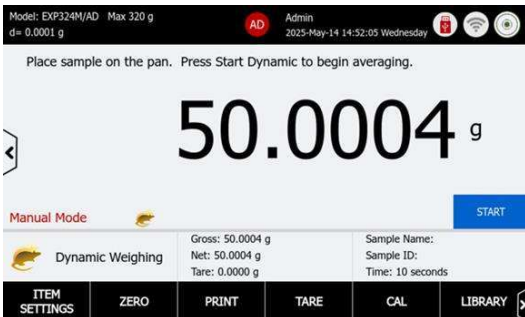 Model: EXP324M/AD Max 320 g
d= 0.0001 g
AD
Admin
2025-May-14 14:52:05 Wednesday
Place sample on the pan. Press Start Dynamic to begin averaging.
50.0004 g
Manual Mode
START
Dynamic Weighing
Gross: 50.0004 g
Net: 50.0004 g
Tare: 0.0000 g
Sample Name:
Sample ID:
Time: 10 seconds
ITEM
SETTINGS
ZERO
PRINT
TARE
CAL
LIBRARY